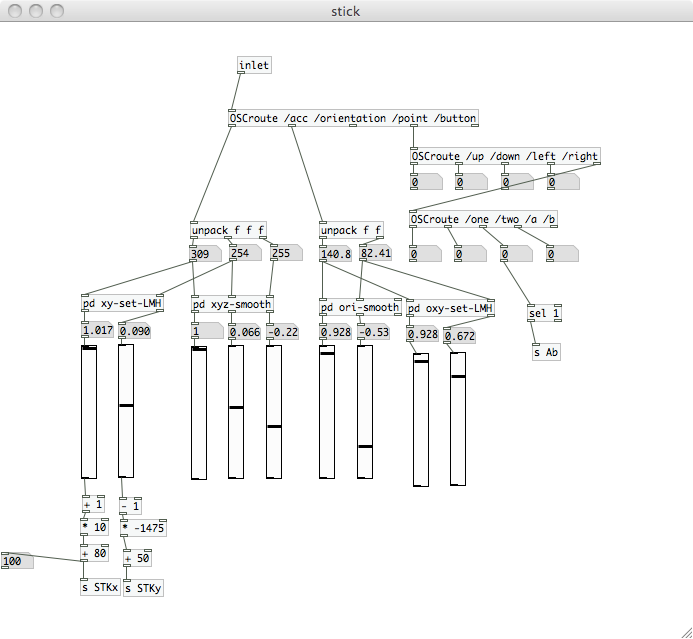 stick
inlet
OSCroute /acc /orientation /point /button
OSCroute /up /down /left /right
0 0 0 0
OSCroute /one /two /a /b
unpack f f f
unpack f f
309 254 255 140.8 82.41 0 0 0 0
pd xy-set-LMH pd xyz-smooth pd ori-smooth pd oxy-set-LMH
sel 1
1.017 0.090 1 0.066 -0.22 0.928 -0.53 0.928 0.672
s Ab
+ 1 - 1
* 10 * -1475
100 + 80 + 50
s STKx s STKy